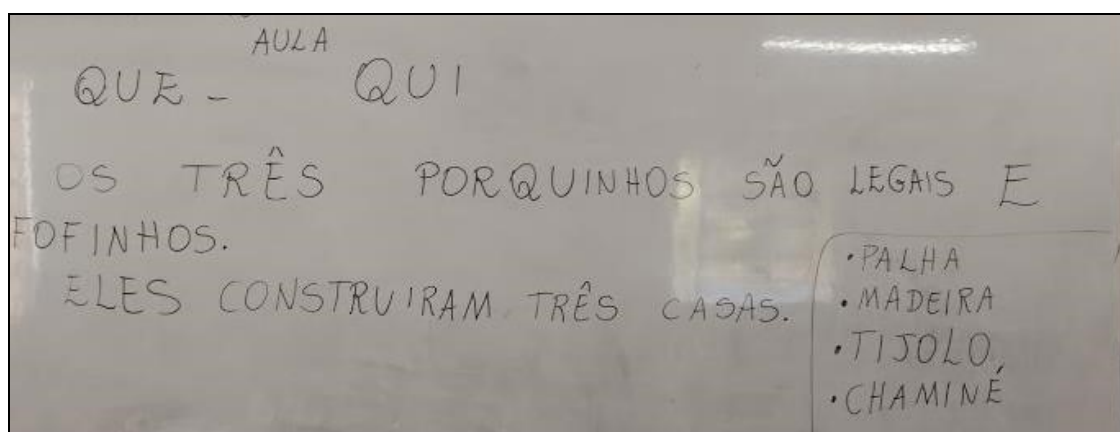 AULA
QUE - QUI
OS TRÊS PORQUINHOS SÃO LEGAIS E
FOFINHOS.
ELES CONSTRUIRAM TRÊS CASAS.
• PALHA
• MADEIRA
• TIJOLO
• CHAMINÉ